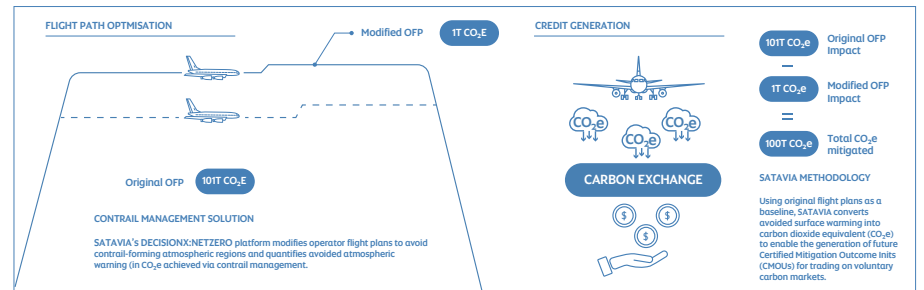 FLIGHT PATH OPTMISATION
Modified OFP
1T CO₂E
Original OFP
101T CO₂E
CONTRAIL MANAGEMENT SOLUTION
SATAVIA'S DECISIONX:NETZERO platform modifies operator flight plans to avoid
contrail-forming atmospheric regions and quantifies avoided atmospheric
warning (in CO₂e achieved via contrail management.
CREDIT GENERATION
CO₂e
CO₂e
CO₂e
CARBON EXCHANGE
$
$
$
101T CO₂e
Original OFP
Impact
–
1T CO₂e
Modified OFP
Impact
=
100T CO₂e
Total CO₂e
mitigated
SATAVIA METHODOLOGY
Using original flight plans as a
baseline, SATAVIA converts
avoided surface warming into
carbon dioxide equivalent (CO₂e)
to enable the generation of future
Certified Mitigation Outcome Inits
(CMOUs) for trading on voluntary
carbon markets.